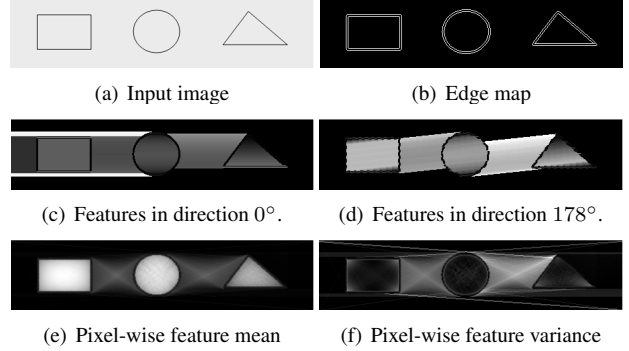 (a) Input image
(b) Edge map
(c) Features in direction 0°.
(d) Features in direction 178°.
(e) Pixel-wise feature mean
(f) Pixel-wise feature variance